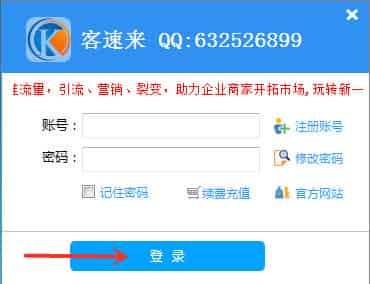 客速来 QQ:632526899
流量，引流、营销、裂变，助力企业商家开拓市场,玩转新一
账号: 注册账号
密码: 修改密码
记住密码 续费充值 官方网站
登 录